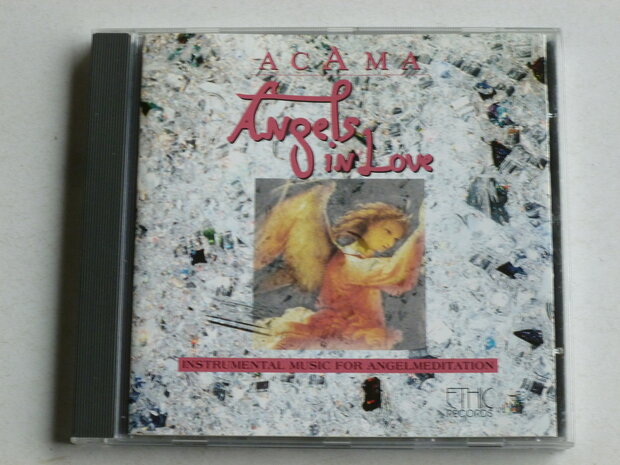 ACAMA
Angels
in Love
INSTRUMENTAL MUSIC FOR ANGELMEDITATION
ETHIC
RECORDS